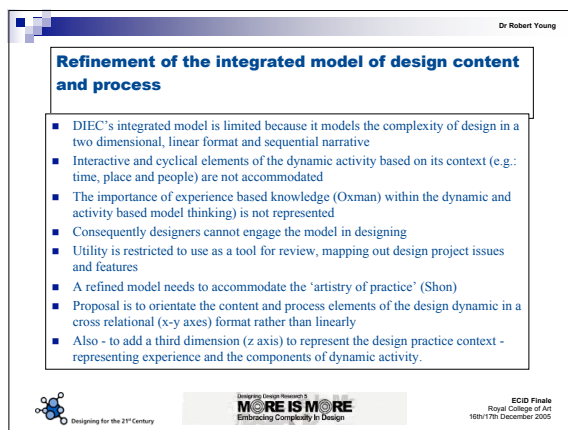 Dr Robert Young
Refinement of the integrated model of design content
and process
DIEC's integrated model is limited because it models the complexity of design in a
two dimensional, linear format and sequential narrative
Interactive and cyclical elements of the dynamic activity based on its context (e.g.:
time, place and people) are not accommodated
The importance of experience based knowledge (Oxman) within the dynamic and
activity based model thinking) is not represented
Consequently designers cannot engage the model in designing
Utility is restricted to use as a tool for review, mapping out design project issues
and features
A refined model needs to accommodate the ‘artistry of practice’ (Shon)
Proposal is to orientate the content and process elements of the design dynamic in a
cross relational (x-y axes) format rather than linearly
Also - to add a third dimension (z axis) to represent the design practice context -
representing experience and the components of dynamic activity.
Designing for the 21st Century
Designing Design Research 5
MORE IS MORE
Embracing Complexity in Design
ECiD Finale
Royal College of Art
16th/17th December 2005